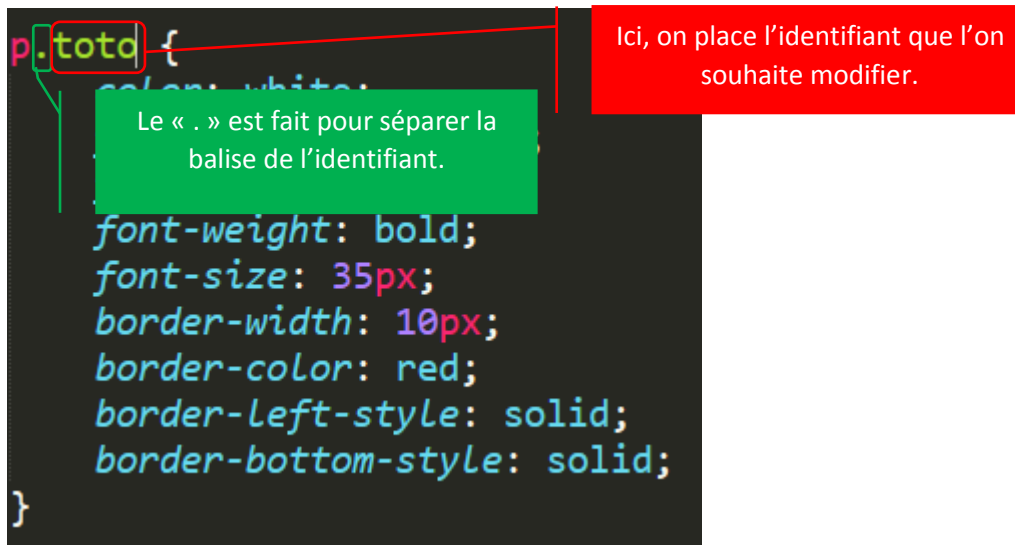 p.toto {
Ici, on place l’identifiant que l’on
souhaite modifier.
Le « . » est fait pour séparer la
balise de l’identifiant.
font-weight: bold;
font-size: 35px;
border-width: 10px;
border-color: red;
border-left-style: solid;
border-bottom-style: solid;
}